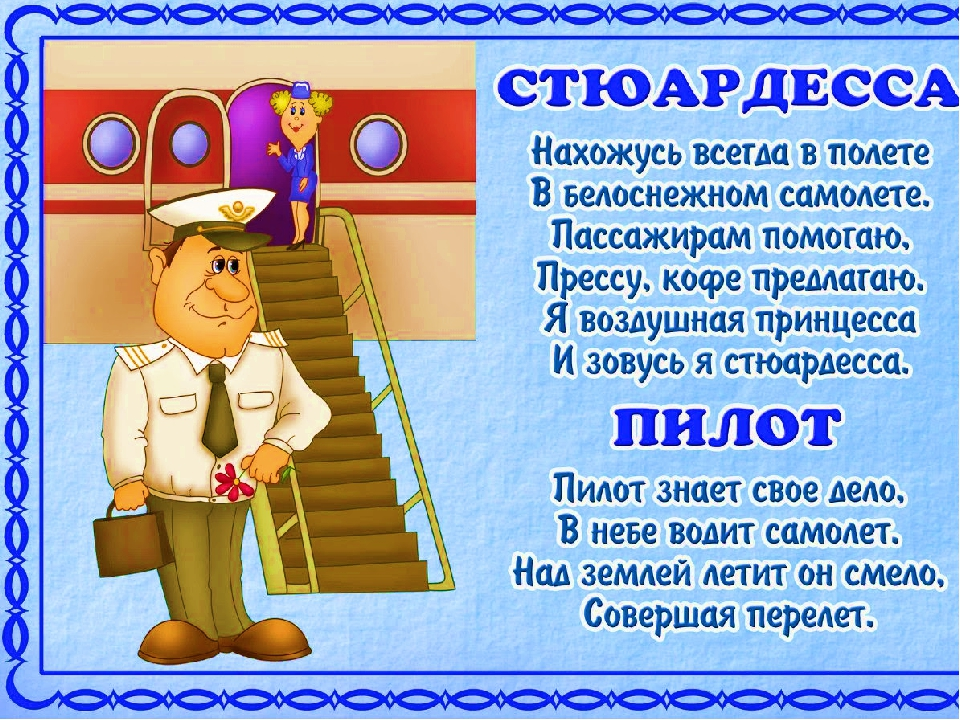 СТЮАРДЕССА
Нахожусь всегда в полете
В белоснежном самолете.
Пассажирам помогаю,
Прессу, кофе предлагаю.
Я воздушная принцесса
И зовусь я стюардесса.
ПИЛОТ
Пилот знает свое дело,
В небе водит самолет.
Над землей летит он смело,
Совершая перелет.